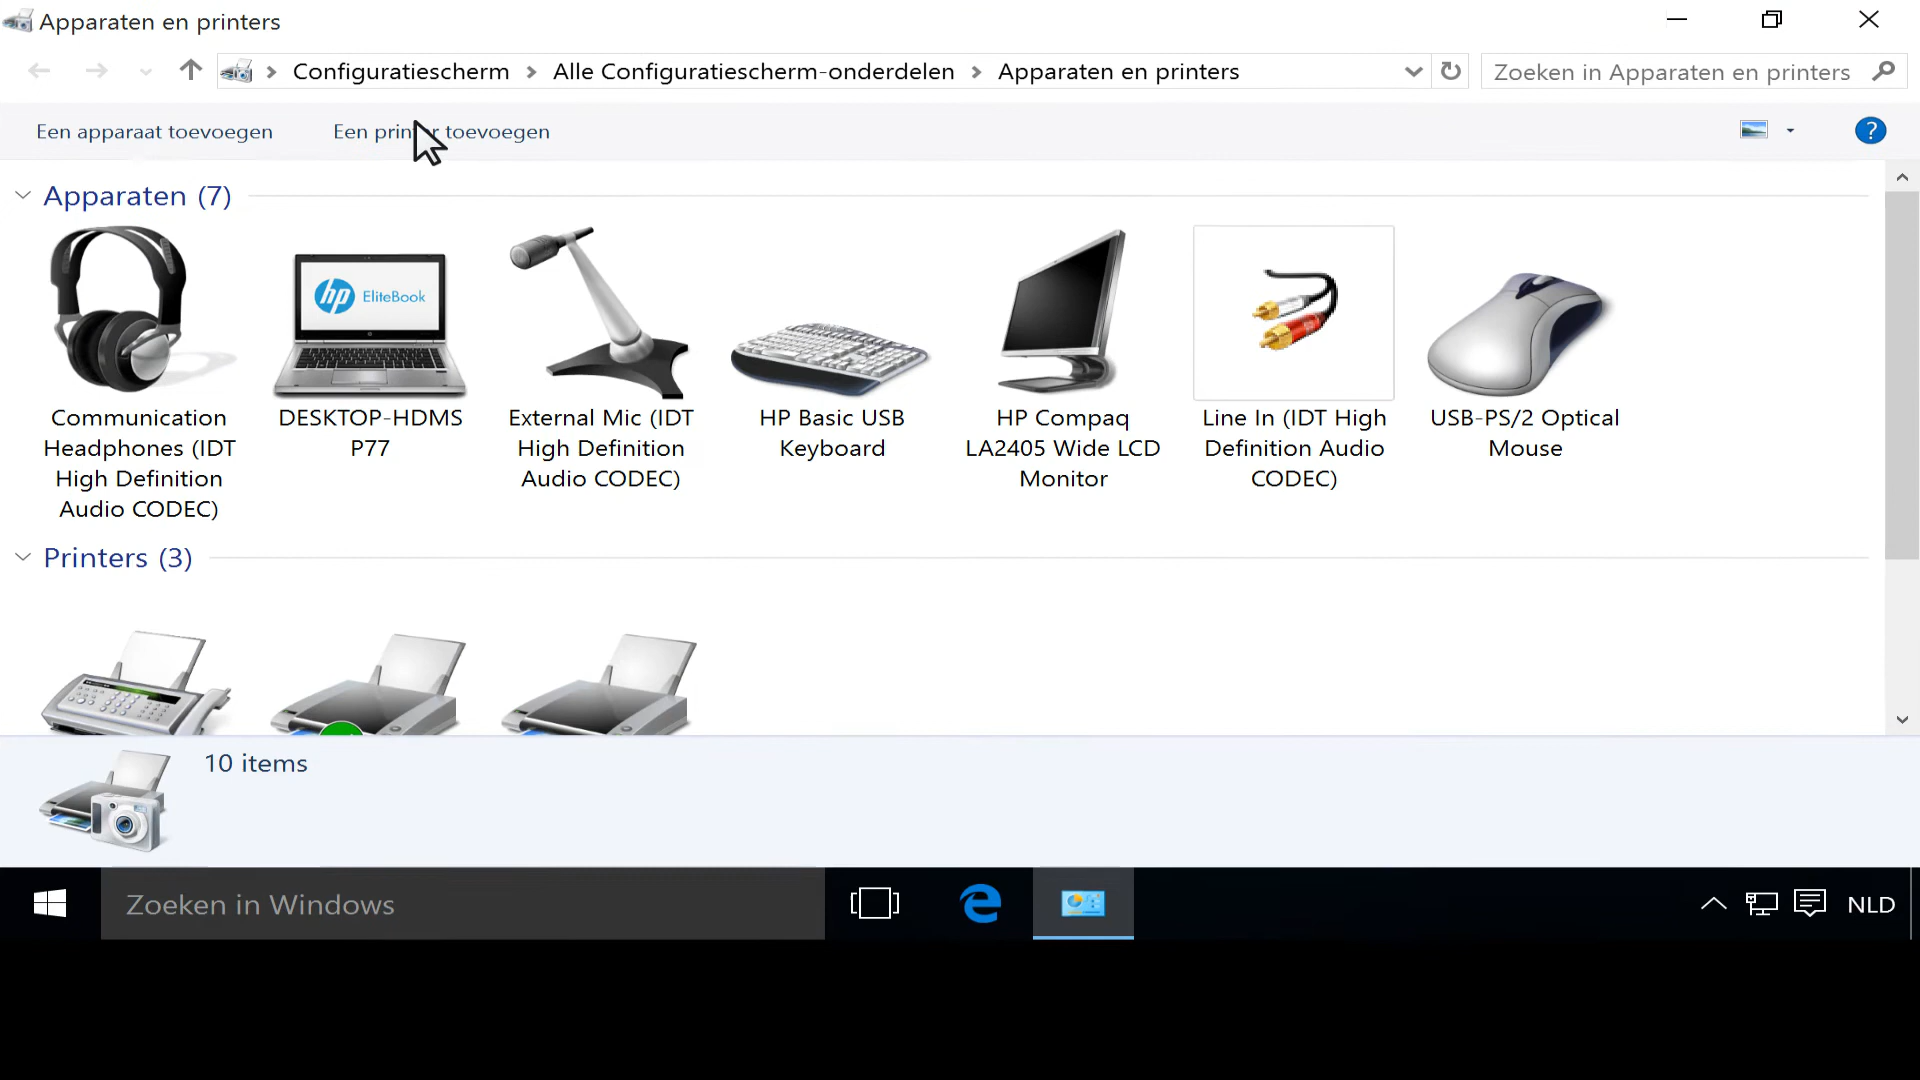 Apparaten en printers
Configuratiescherm > Alle Configuratiescherm-onderdelen > Apparaten en printers
Zoeken in Apparaten en printers
Een apparaat toevoegen
Een printer toevoegen
?
Apparaten (7)
hp EliteBook
Communication
Headphones (IDT
High Definition
Audio CODEC)
DESKTOP-HDMS
P77
External Mic (IDT
High Definition
Audio CODEC)
HP Basic USB
Keyboard
HP Compaq
LA2405 Wide LCD
Monitor
Line In (IDT High
Definition Audio
CODEC)
USB-PS/2 Optical
Mouse
Printers (3)
10 items
Zoeken in Windows
NLD